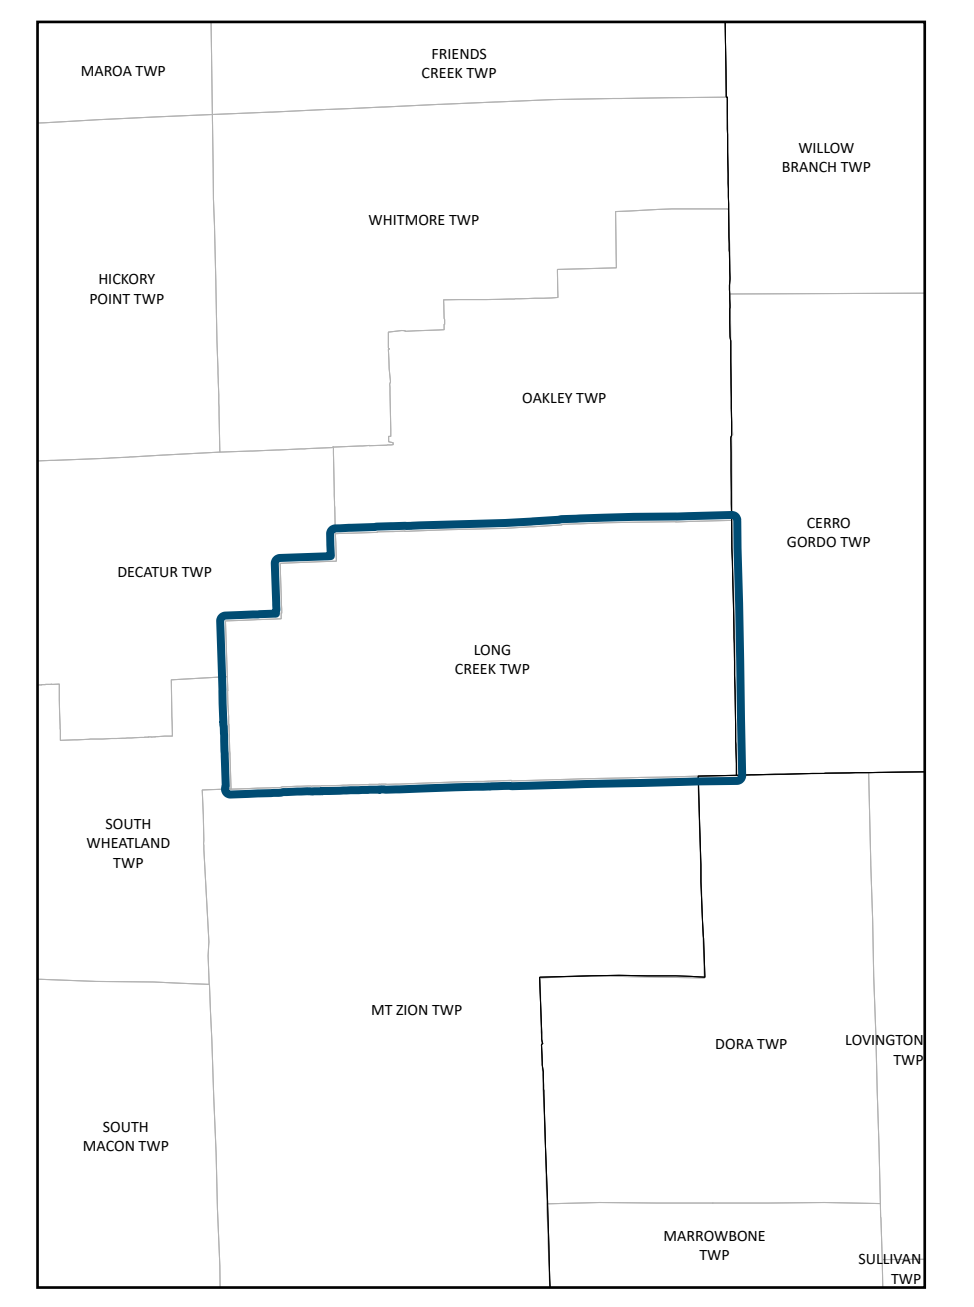 FRIENDS
CREEK TWP
MAROA TWP
WILLOW
BRANCH TWP
WHITMORE TWP
HICKORY
POINT TWP
OAKLEY TWP
CERRO
GORDO TWP
DECATUR TWP
LONG
CREEK TWP
SOUTH
WHEATLAND
TWP
MT ZION TWP
DORA TWP
LOVINGTON
TWP
SOUTH
MACON TWP
MARROWBONE
TWP
SULLIVAN
TWP